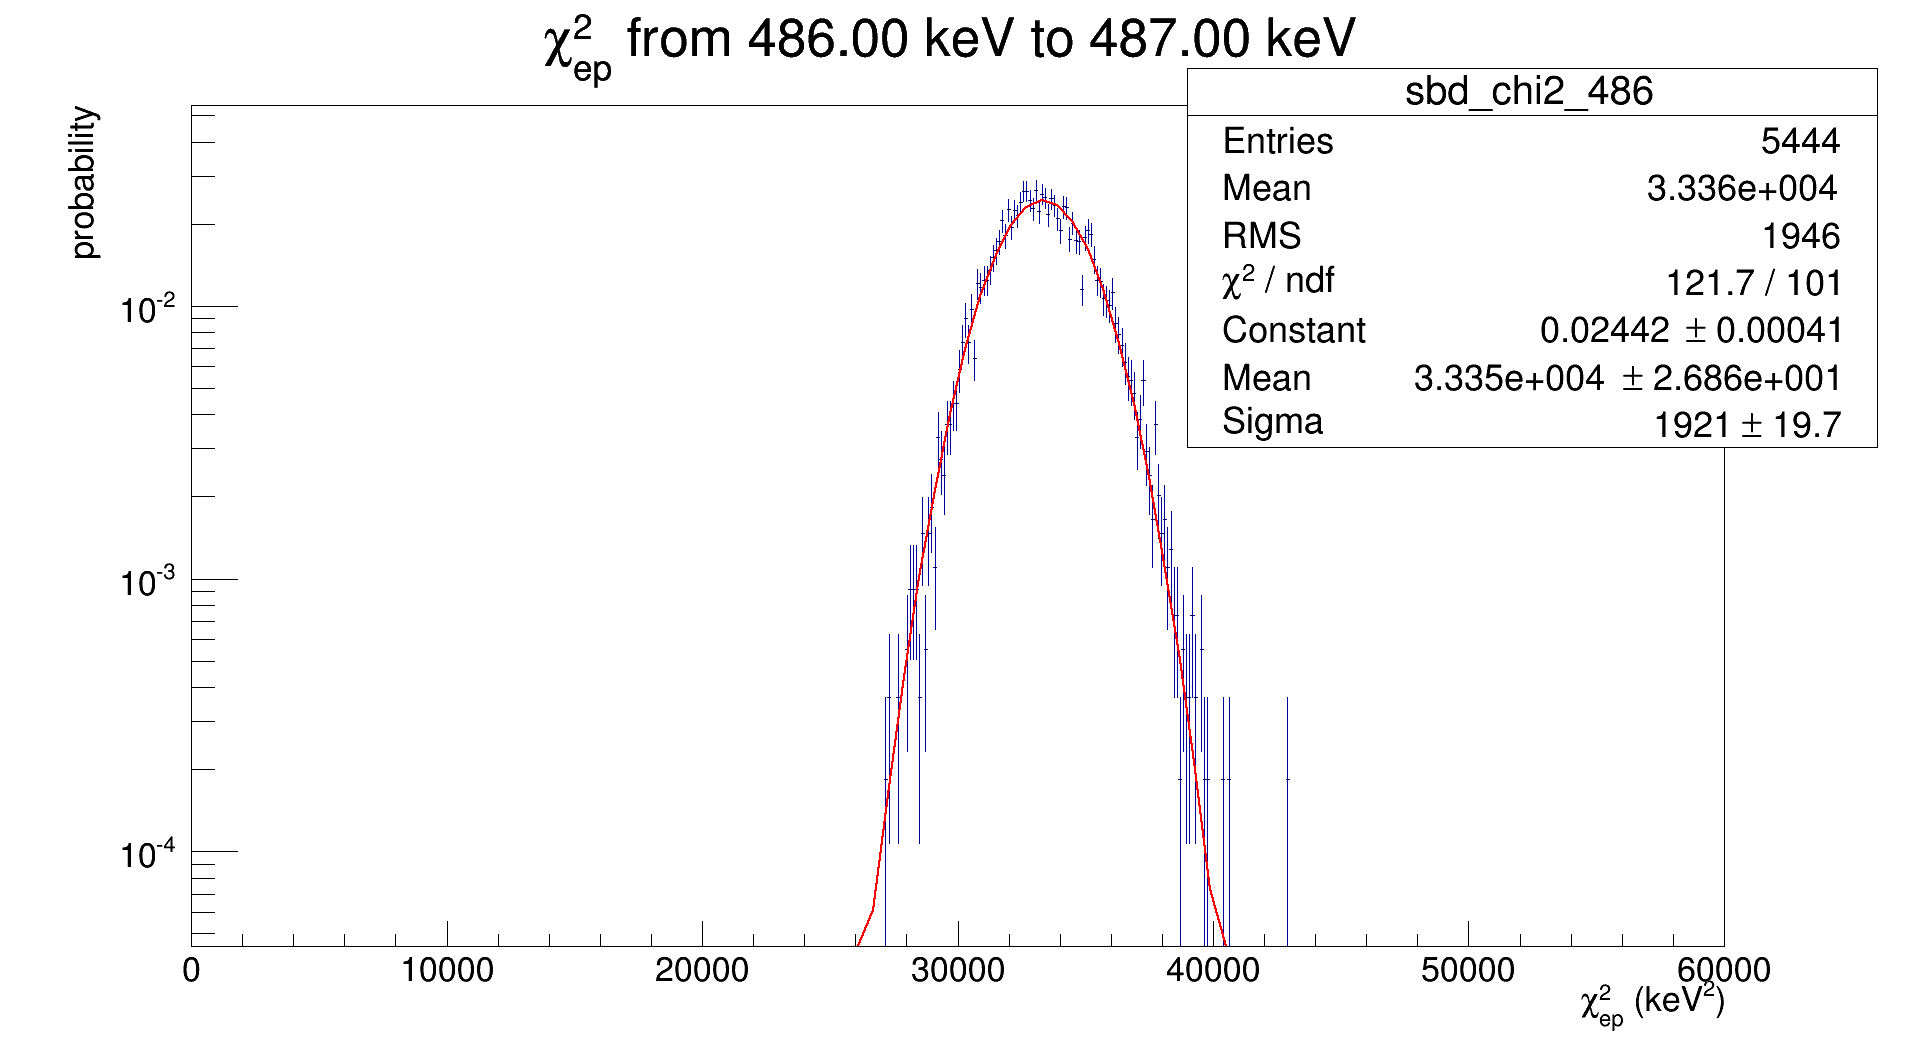 χ²ep from 486.00 keV to 487.00 keV
sbd_chi2_486
Entries 5444
Mean 3.336e+004
RMS 1946
χ² / ndf 121.7 / 101
Constant 0.02442 ± 0.00041
Mean 3.335e+004 ± 2.686e+001
Sigma 1921 ± 19.7
probability
10⁻²
10⁻³
10⁻⁴
0 10000 20000 30000 40000 50000 60000
χ²ep (keV²)